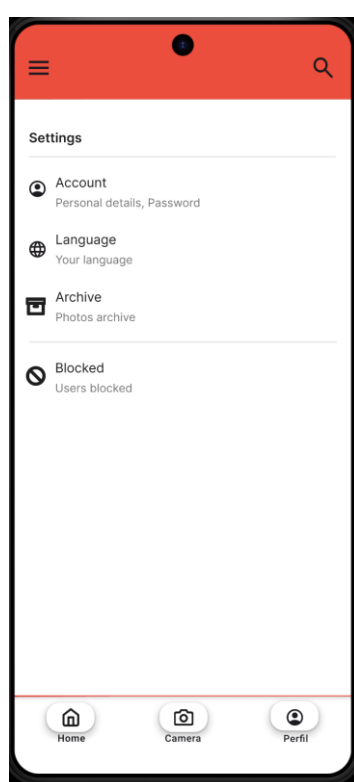 Settings
Account
Personal details, Password
Language
Your language
Archive
Photos archive
Blocked
Users blocked
Home Camera Perfil